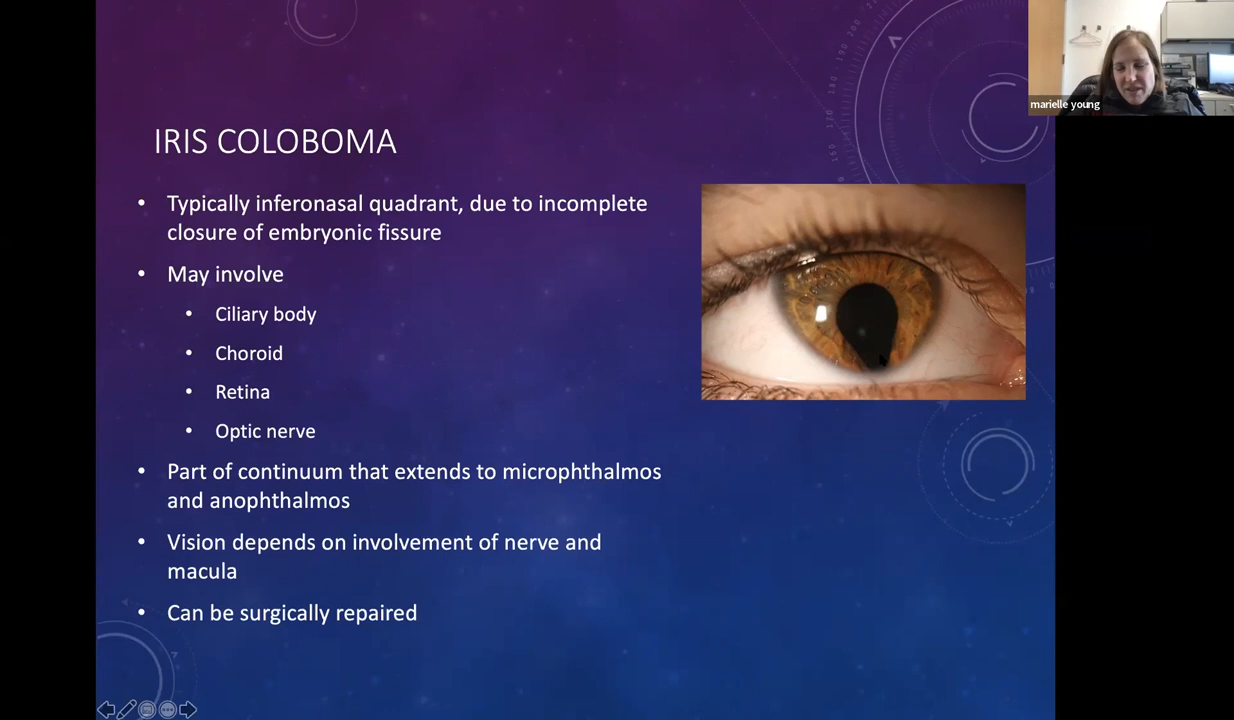 IRIS COLOBOMA
• Typically inferonasal quadrant, due to incomplete
closure of embryonic fissure
• May involve
• Ciliary body
• Choroid
• Retina
• Optic nerve
• Part of continuum that extends to microphthalmos
and anophthalmos
• Vision depends on involvement of nerve and
macula
• Can be surgically repaired
marielle young